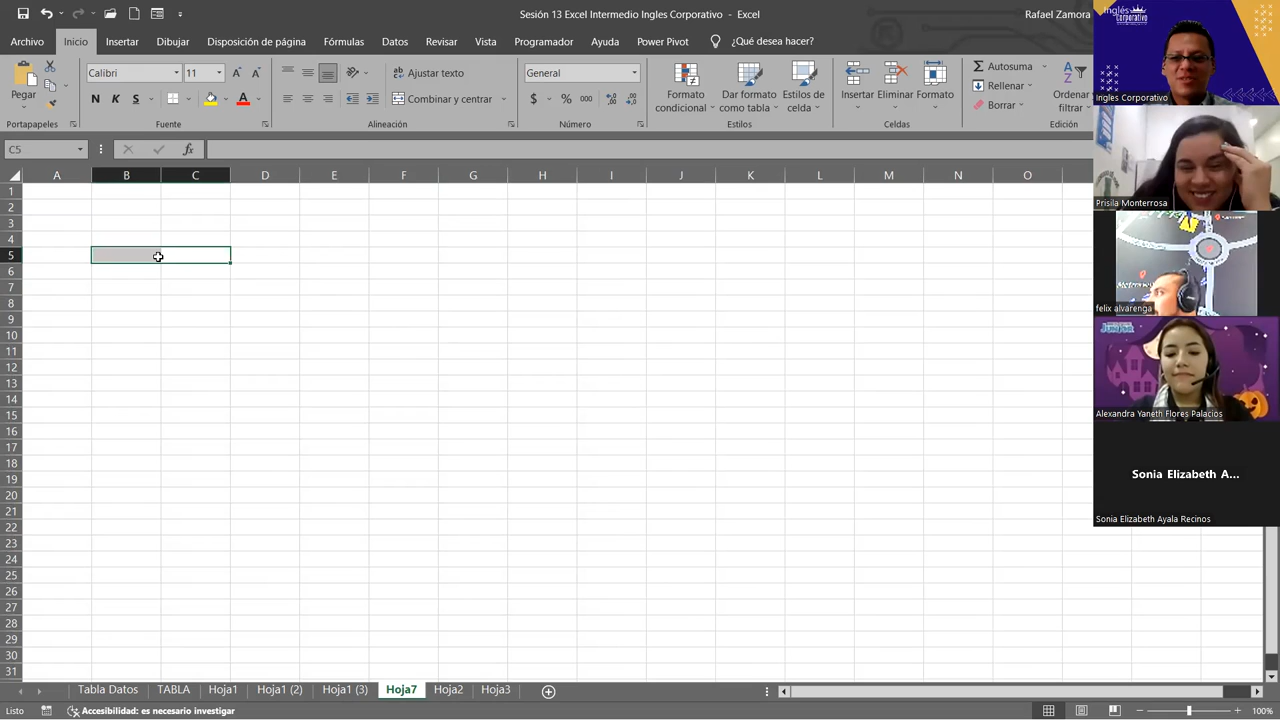 Sesión 13 Excel Intermedio Ingles Corporativo - Excel
Rafael Zamora
Archivo Inicio Insertar Dibujar Disposición de página Fórmulas Datos Revisar Vista Programador Ayuda Power Pivot ¿Qué desea hacer?
Pegar
Calibri 11
N K S
Ajustar texto
Combinar y centrar
General
$ % 000
Formato condicional
Dar formato como tabla
Estilos de celda
Insertar Eliminar Formato
Autosuma
Rellenar
Borrar
Ordenar
filtrar
Portapapeles Fuente Alineación Número Estilos Celdas Edición
C5 fx
A B C D E F G H I J K L M N O
1
2
3
4
5
6
7
8
9
10
11
12
13
14
15
16
17
18
19
20
21
22
23
24
25
26
27
28
29
30
31
Inglés
Corporativo
Ingles Corporativo
Prisila Monterrosa
felix alvarenga
Alexandra Yaneth Flores Palacios
Sonia Elizabeth A...
Sonia Elizabeth Ayala Recinos
Tabla Datos TABLA Hoja1 Hoja1 (2) Hoja1 (3) Hoja7 Hoja2 Hoja3
Listo Accesibilidad: es necesario investigar 100%